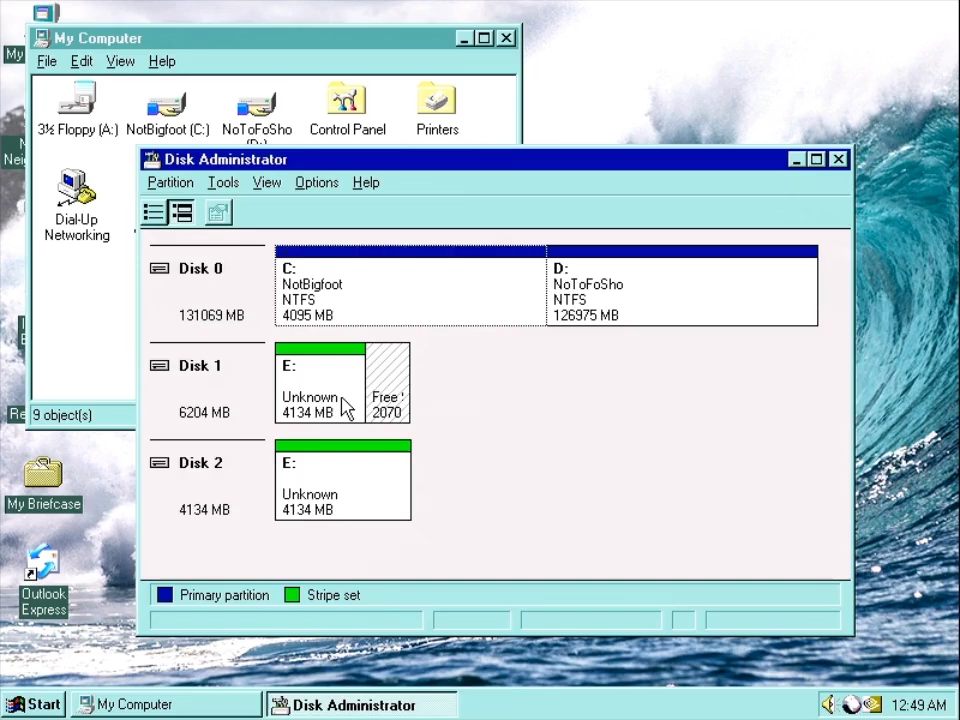 My Computer
File Edit View Help
My
3½ Floppy (A:) NotBigfoot (C:) NoToFoSho
(D:)
Control Panel Printers
Dial-Up
Networking
9 object(s)
Disk Administrator
Partition Tools View Options Help
Disk 0
131069 MB
C:
NotBigfoot
NTFS
4095 MB
D:
NoToFoSho
NTFS
126975 MB
Disk 1
6204 MB
E:
Unknown
4134 MB
Free
2070
Disk 2
4134 MB
E:
Unknown
4134 MB
Primary partition Stripe set
My Briefcase
Outlook
Express
Start My Computer Disk Administrator 12:49 AM